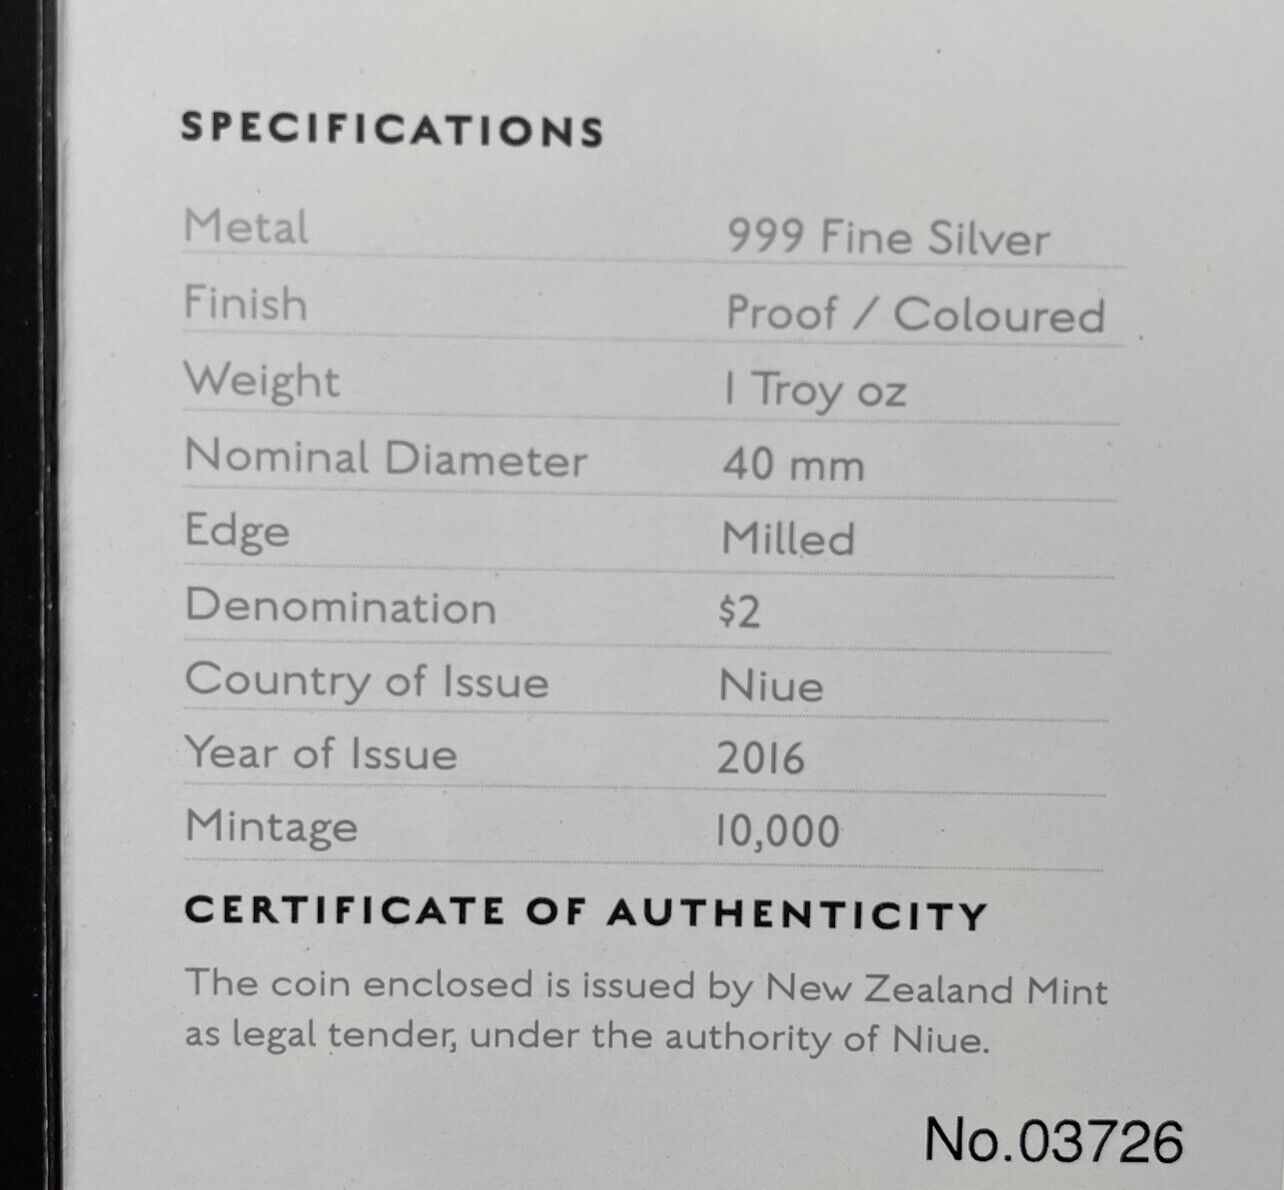 SPECIFICATIONS
Metal 999 Fine Silver
Finish Proof / Coloured
Weight 1 Troy oz
Nominal Diameter 40 mm
Edge Milled
Denomination $2
Country of Issue Niue
Year of Issue 2016
Mintage 10,000
CERTIFICATE OF AUTHENTICITY
The coin enclosed is issued by New Zealand Mint
as legal tender, under the authority of Niue.
No.03726